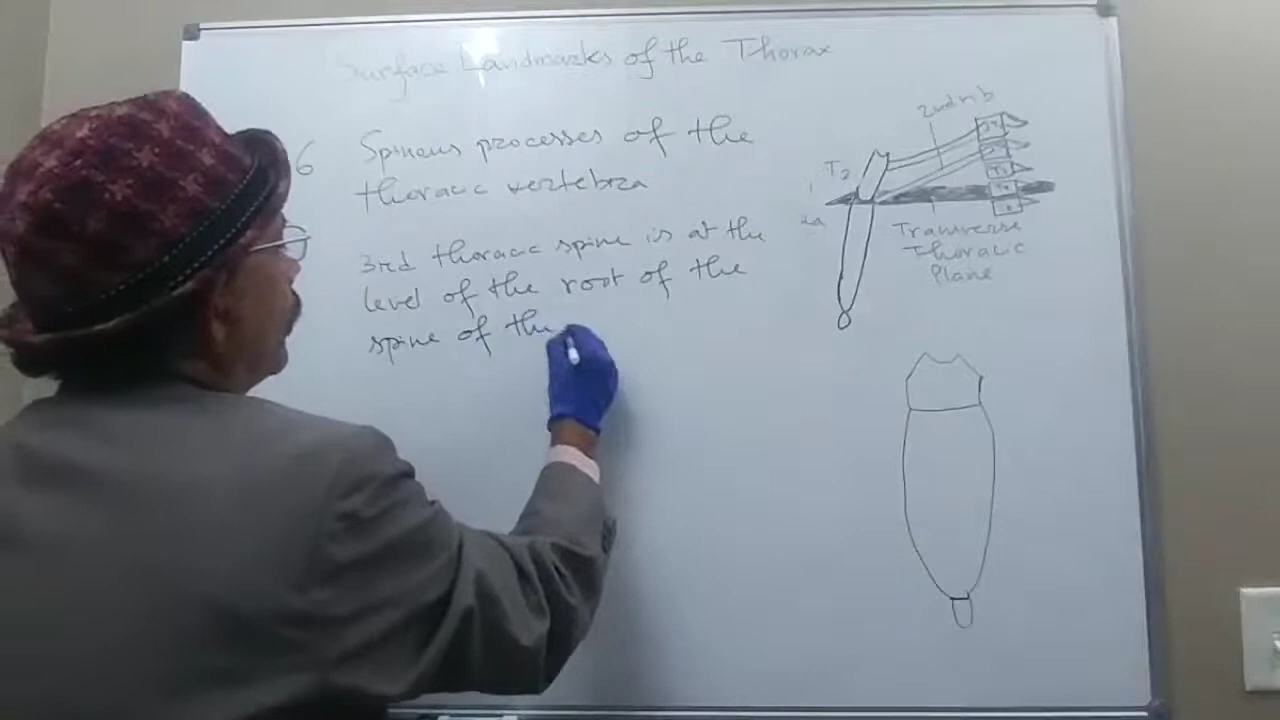 Surface Landmarks of the Thorax
6 Spinous processes of the
thoracic vertebra
3rd thoracic spine is at the
level of the root of the
spine of the
2nd rib
T2
Transverse
Thoracic
Plane